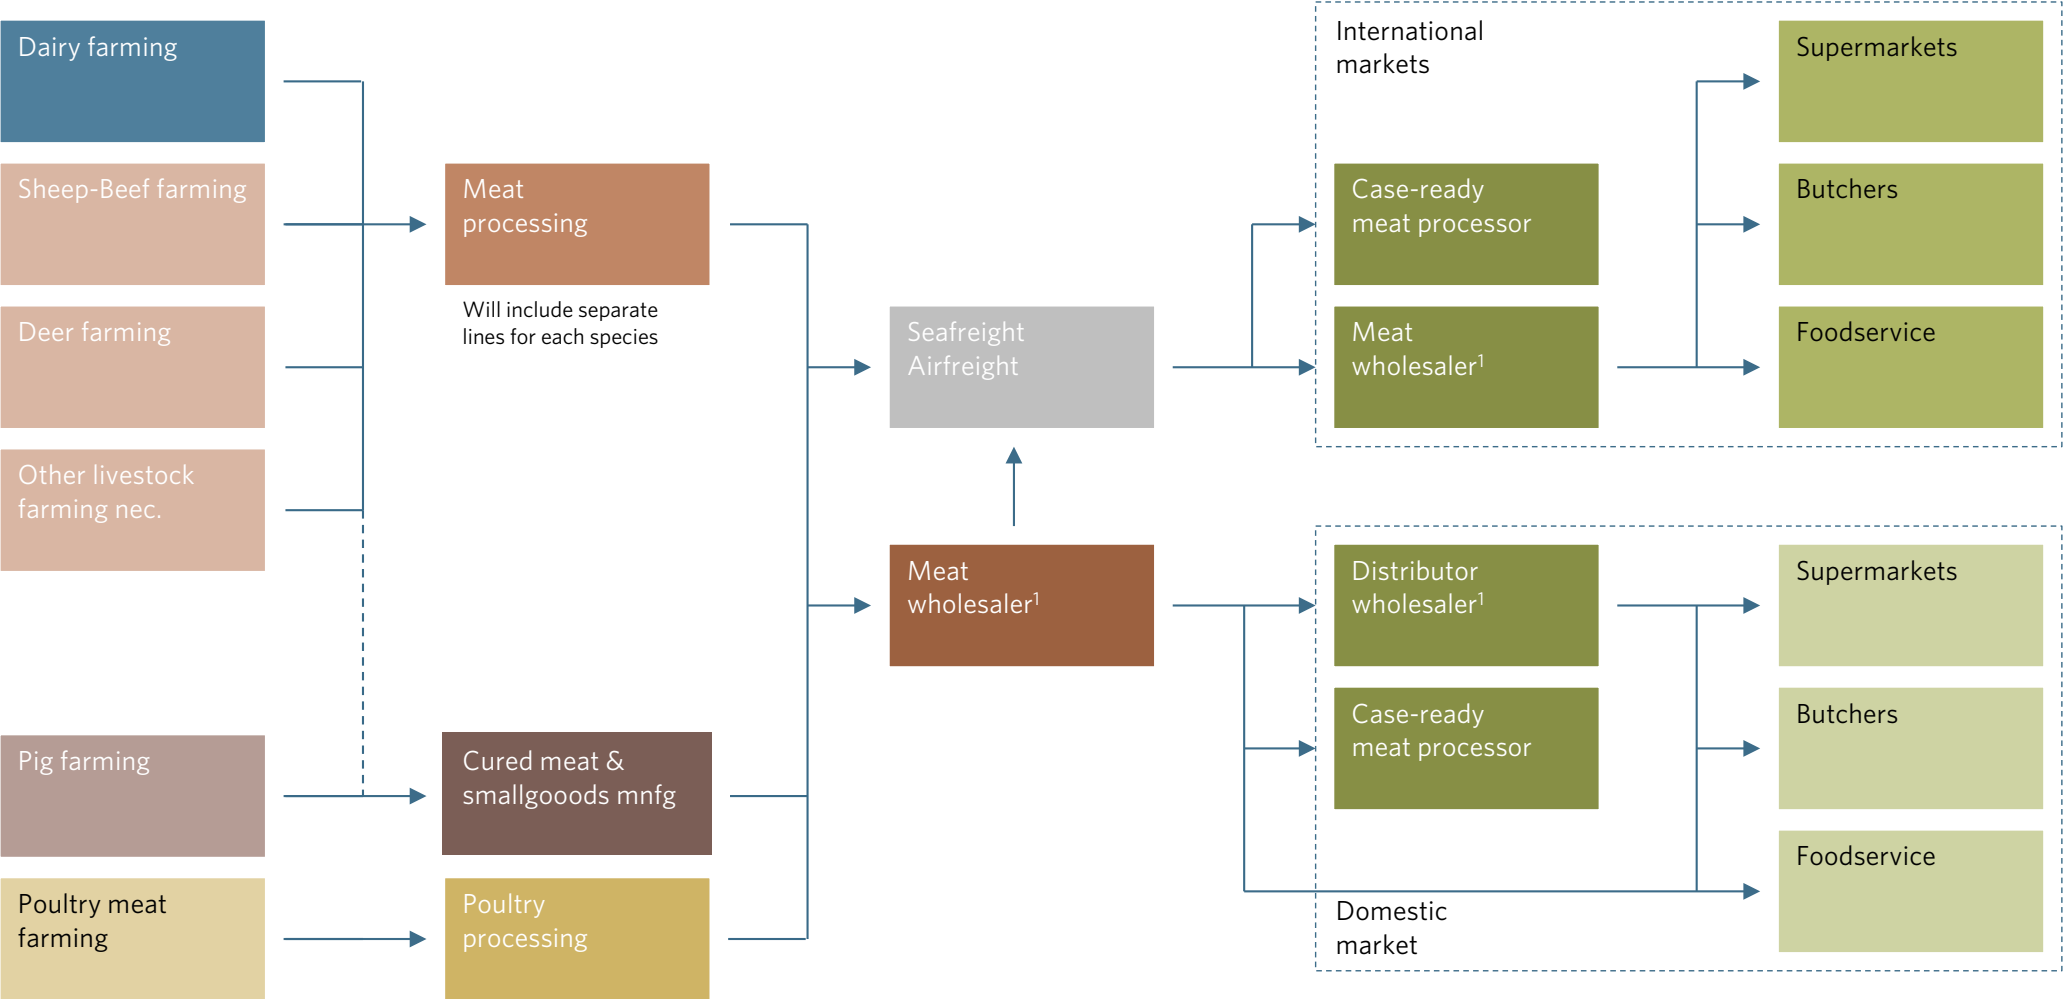 Dairy farming
Sheep-Beef farming
Deer farming
Other livestock
farming nec.
Pig farming
Poultry meat
farming
Meat
processing
Will include separate
lines for each species
Cured meat &
smallgooods mnfg
Poultry
processing
Seafreight
Airfreight
Meat
wholesaler¹
International
markets
Case-ready
meat processor
Meat
wholesaler¹
Supermarkets
Butchers
Foodservice
Distributor
wholesaler¹
Case-ready
meat processor
Domestic
market
Supermarkets
Butchers
Foodservice